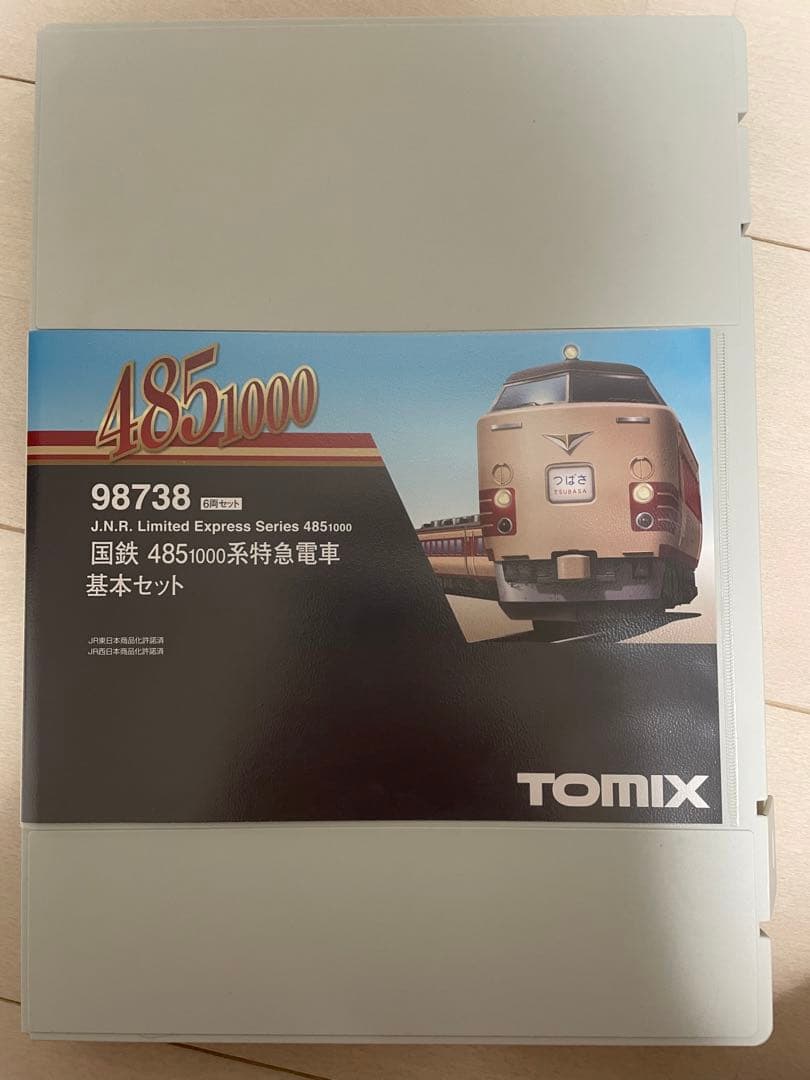 4851000
98738 6両セット
J.N.R. Limited Express Series 4851000
国鉄 4851000系特急電車
基本セット
JR東日本商品化許諾済
JR西日本商品化許諾済
つばさ
TSUBASA
TOMIX